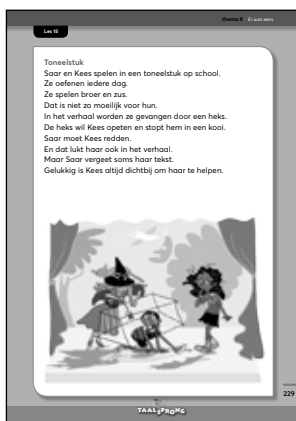 thema 8 Er was eens
Les 15
Toneelstuk
Saar en Kees spelen in een toneelstuk op school.
Ze oefenen iedere dag.
Ze spelen broer en zus.
Dat is niet zo moeilijk voor hun.
In het verhaal worden ze gevangen door een heks.
De heks wil Kees opeten en stopt hem in een kooi.
Saar moet Kees redden.
En dat lukt haar ook in het verhaal.
Maar Saar vergeet soms haar tekst.
Gelukkig is Kees altijd dichtbij om haar te helpen.
229
TAALSPRONG